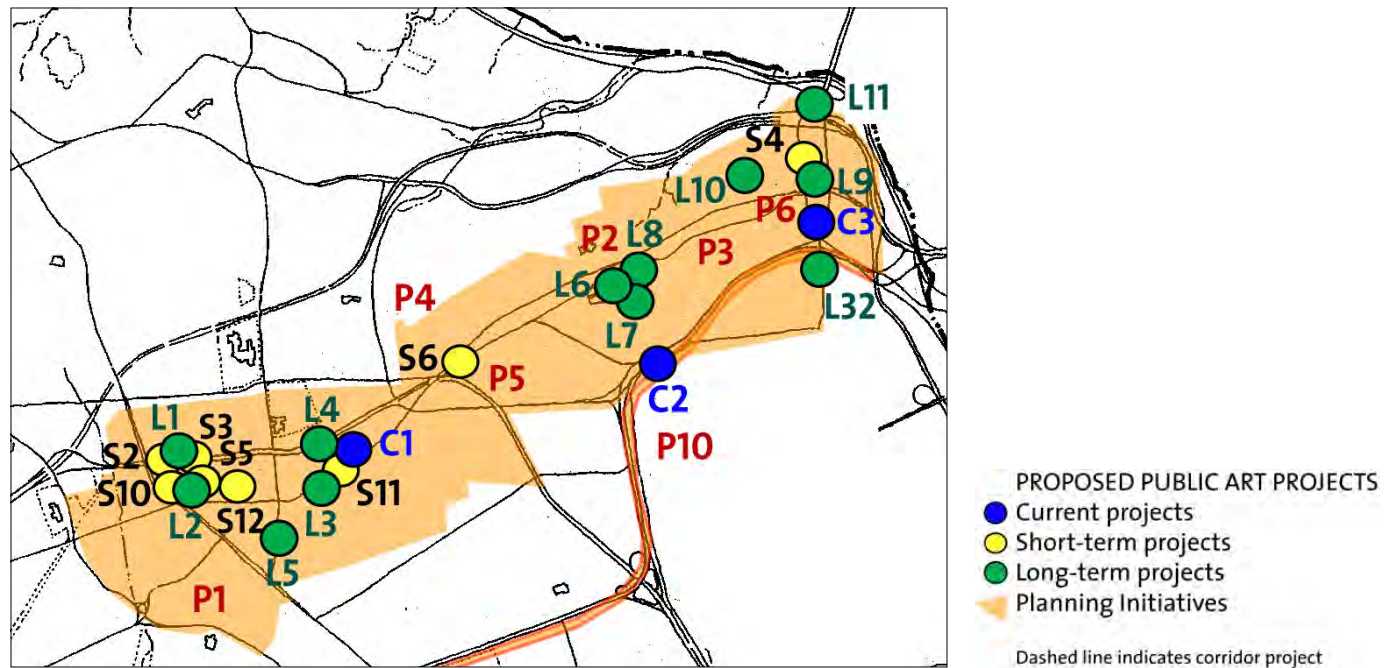 L11
S4
L10
L9
P6
C3
P2
L8
P3
L6
P4
L7
L32
S6
P5
C2
P10
L1
S3
L4
C1
S2
S5
S10
S11
L2
S12
L3
L5
P1
PROPOSED PUBLIC ART PROJECTS
Current projects
Short-term projects
Long-term projects
Planning Initiatives
Dashed line indicates corridor project